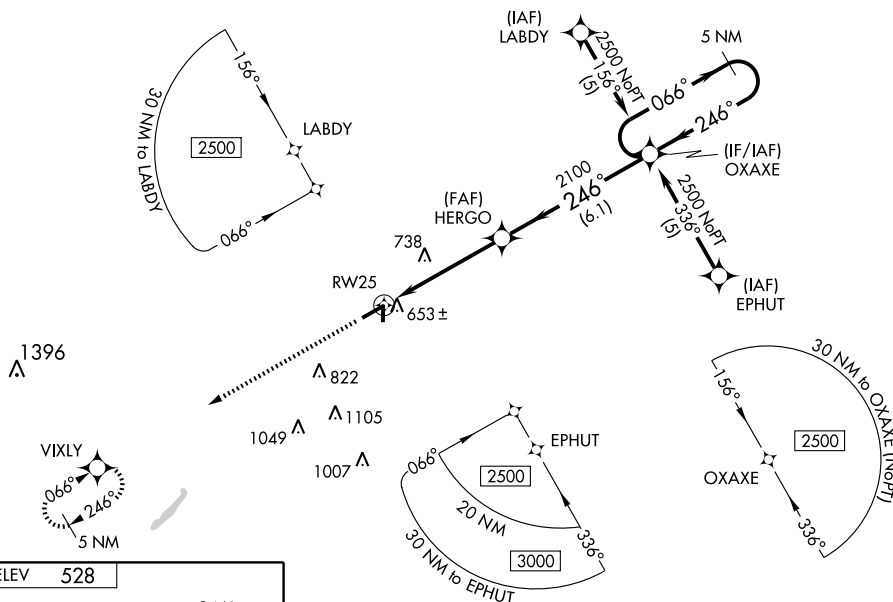 (IAF)
LABDY
2500 NoPT
156°
(5)
5 NM
066°
246°
(IF/IAF)
OXAXE
156°
30 NM to LABDY
2500
LABDY
066°
2100
246°
(6.1)
(FAF)
HERGO
2500 NoPT
336°
(5)
(IAF)
EPHUT
738
RW25
653±
1396
822
1105
1049
1007
VIXLY
066°
246°
5 NM
EPHUT
066°
2500
20 NM
336°
3000
30 NM to EPHUT
156°
30 NM to OXAXE (NoPT)
2500
OXAXE
336°
ELEV 528